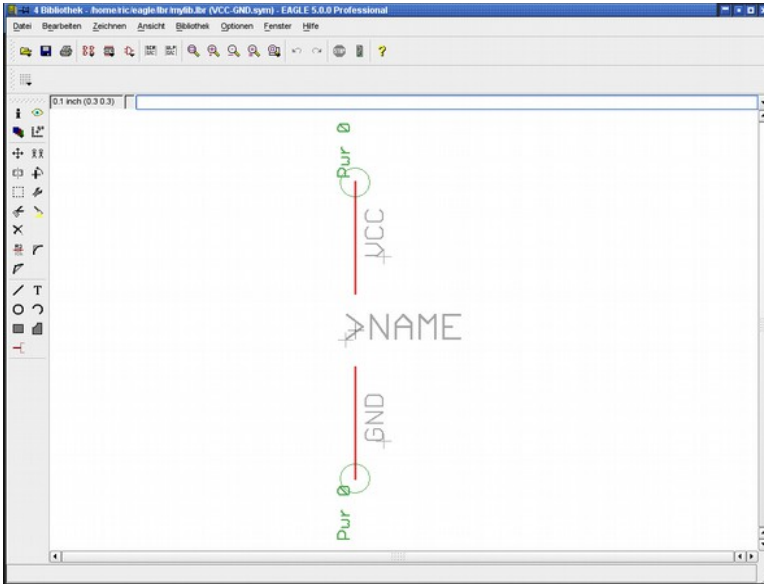 4 Bibliothek - /home/ric/eagle/lbr/mylib.lbr (VCC-GND.sym) - EAGLE 5.0.0 Professional
Datei Bearbeiten Zeichnen Ansicht Bibliothek Optionen Fenster Hilfe
0.1 inch (0.3 0.3)
Pwr 0
VCC
>NAME
GND
Pwr 0